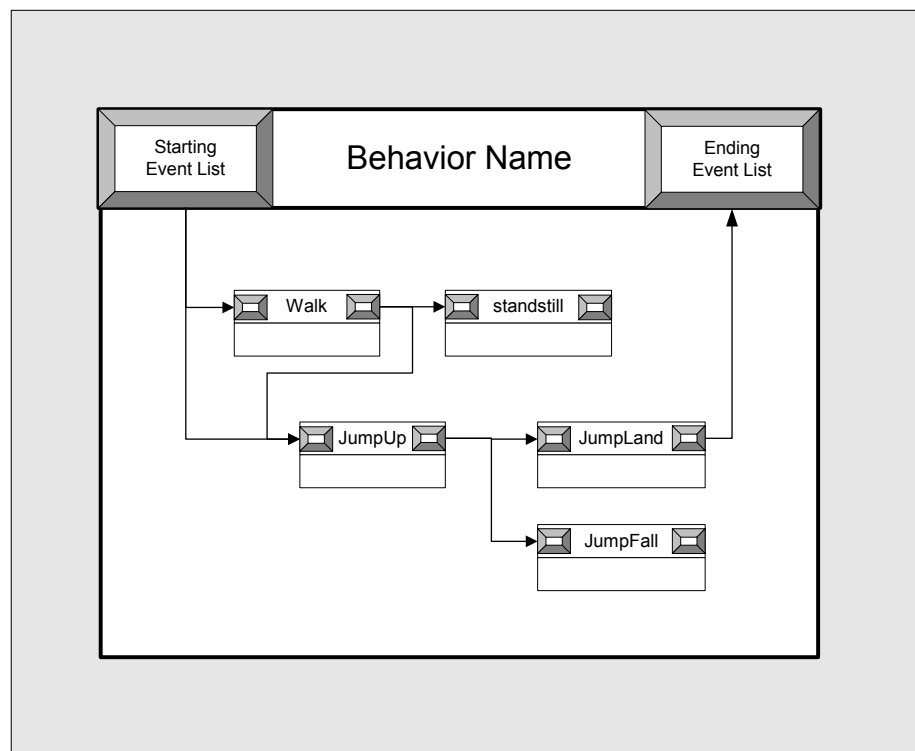 Starting
Event List
Behavior Name
Ending
Event List
Walk
standstill
JumpUp
JumpLand
JumpFall